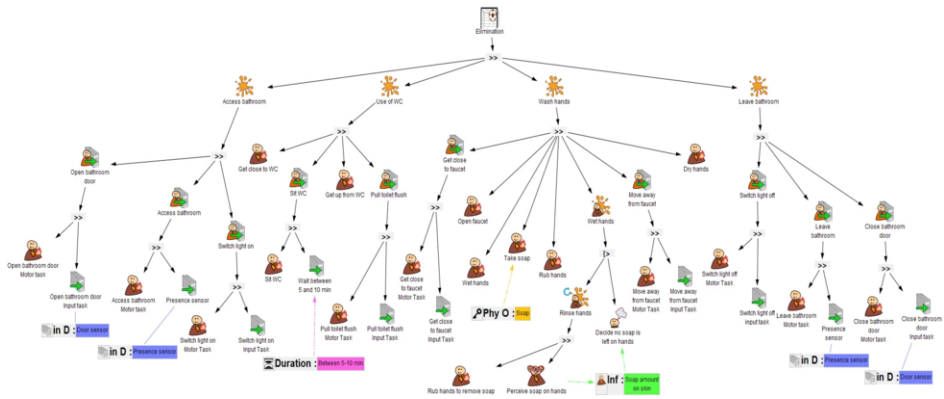 Elimination
>>
Access bathroom
Use of WC
Wash hands
Leave bathroom
>>
>>
>>
>>
Open bathroom
door
Get close to WC
Get close
to faucet
Dry hands
Sit WC
Get up from WC
Pull toilet flush
Switch light off
Access bathroom
Open faucet
Wet hands
Move away
from faucet
Leave
bathroom
Close bathroom
door
>>
Switch light on
>>
>>
>>
[>
>>
>>
>>
>>
>>
>>
>>
Open bathroom door
Motor task
Sit WC
Wait between
5 and 10 min
Get close
to faucet
Motor Task
Take soap
Wet hands
Rub hands
Move away
from faucet
Motor Task
Move away
from faucet
Input Task
Switch light off
Motor Task
Open bathroom door
Input task
Access bathroom
Motor task
Presence sensor
Rinse hands
Switch light off
Input task
Leave bathroom
Motor task
Presence
sensor
Close bathroom
door
Motor task
Close bathroom
door
Input task
Switch light on
Motor Task
Switch light on
Input Task
Pull toilet flush
Motor Task
Pull toilet flush
Input Task
Get close
to faucet
Input Task
Phy O : Soap
Decide no soap is
left on hands
in D : Door sensor
in D : Presence sensor
Duration : Between 5-10 min
>>
in D : Presence sensor
in D : Door sensor
Rub hands to remove soap
Perceive soap on hands
Inf : Soap amount
on skin